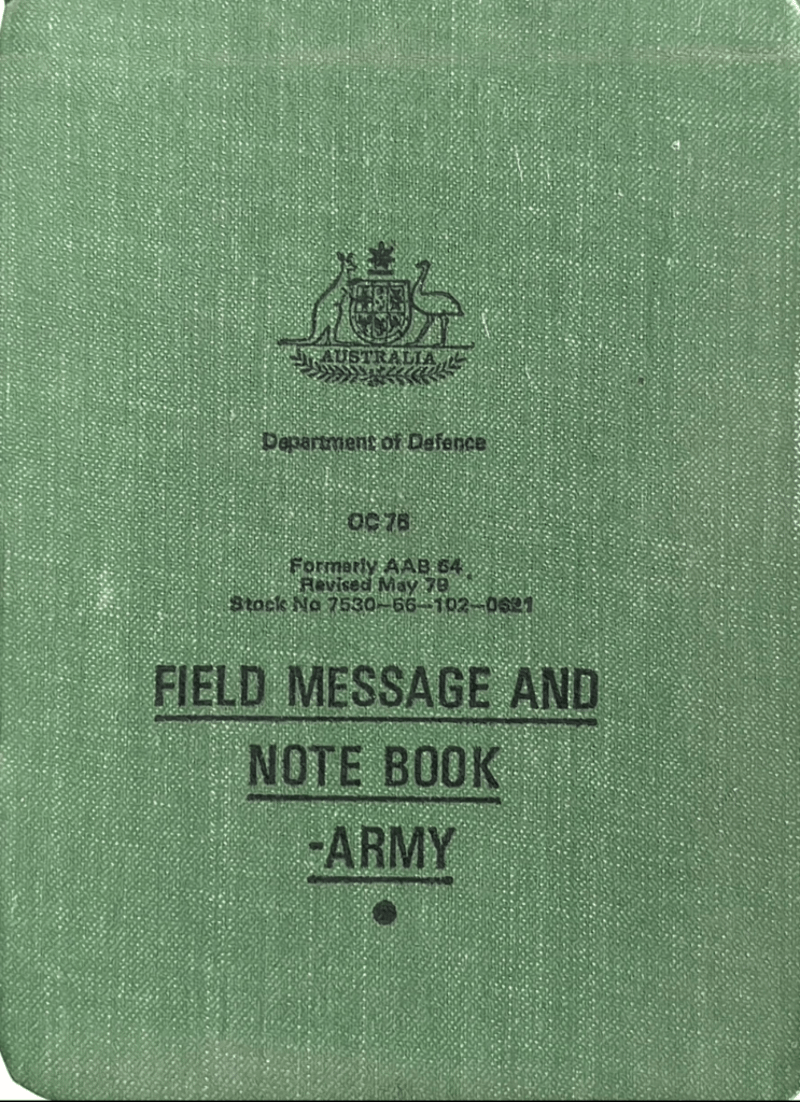 AUSTRALIA
Department of Defence
OC 76
Formerly AAB 64
Revised May 79
Stock No 7530–66–102–0621
FIELD MESSAGE AND
NOTE BOOK
-ARMY